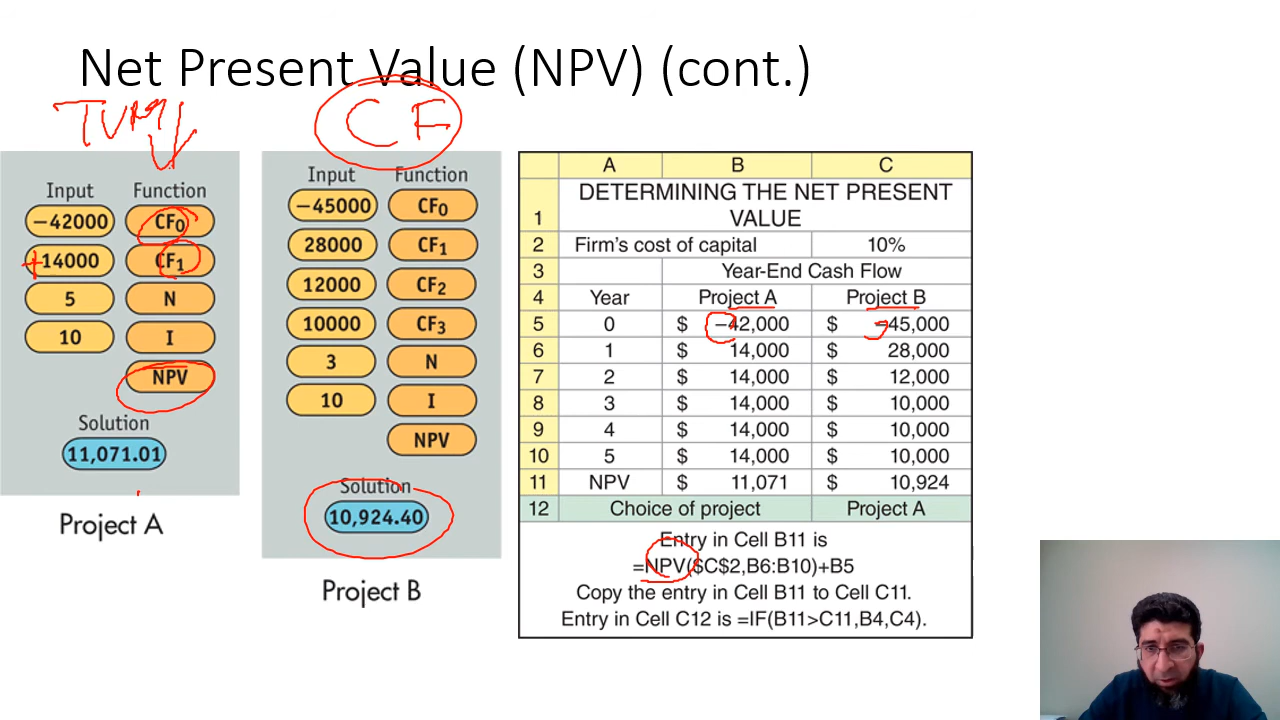 Net Present Value (NPV) (cont.)
CF
Input Function
-42000 CF0
+14000 CF1
5 N
10 I
NPV
Solution
11,071.01
Project A
Input Function
-45000 CF0
28000 CF1
12000 CF2
10000 CF3
3 N
10 I
NPV
Solution
10,924.40
Project B
A B C
1 DETERMINING THE NET PRESENT
VALUE
2 Firm's cost of capital 10%
3 Year-End Cash Flow
4 Year Project A Project B
5 0 $ -42,000 $ -45,000
6 1 $ 14,000 $ 28,000
7 2 $ 14,000 $ 12,000
8 3 $ 14,000 $ 10,000
9 4 $ 14,000 $ 10,000
10 5 $ 14,000 $ 10,000
11 NPV $ 11,071 $ 10,924
12 Choice of project Project A
Entry in Cell B11 is
=NPV($C$2,B6:B10)+B5
Copy the entry in Cell B11 to Cell C11.
Entry in Cell C12 is =IF(B11>C11,B4,C4).